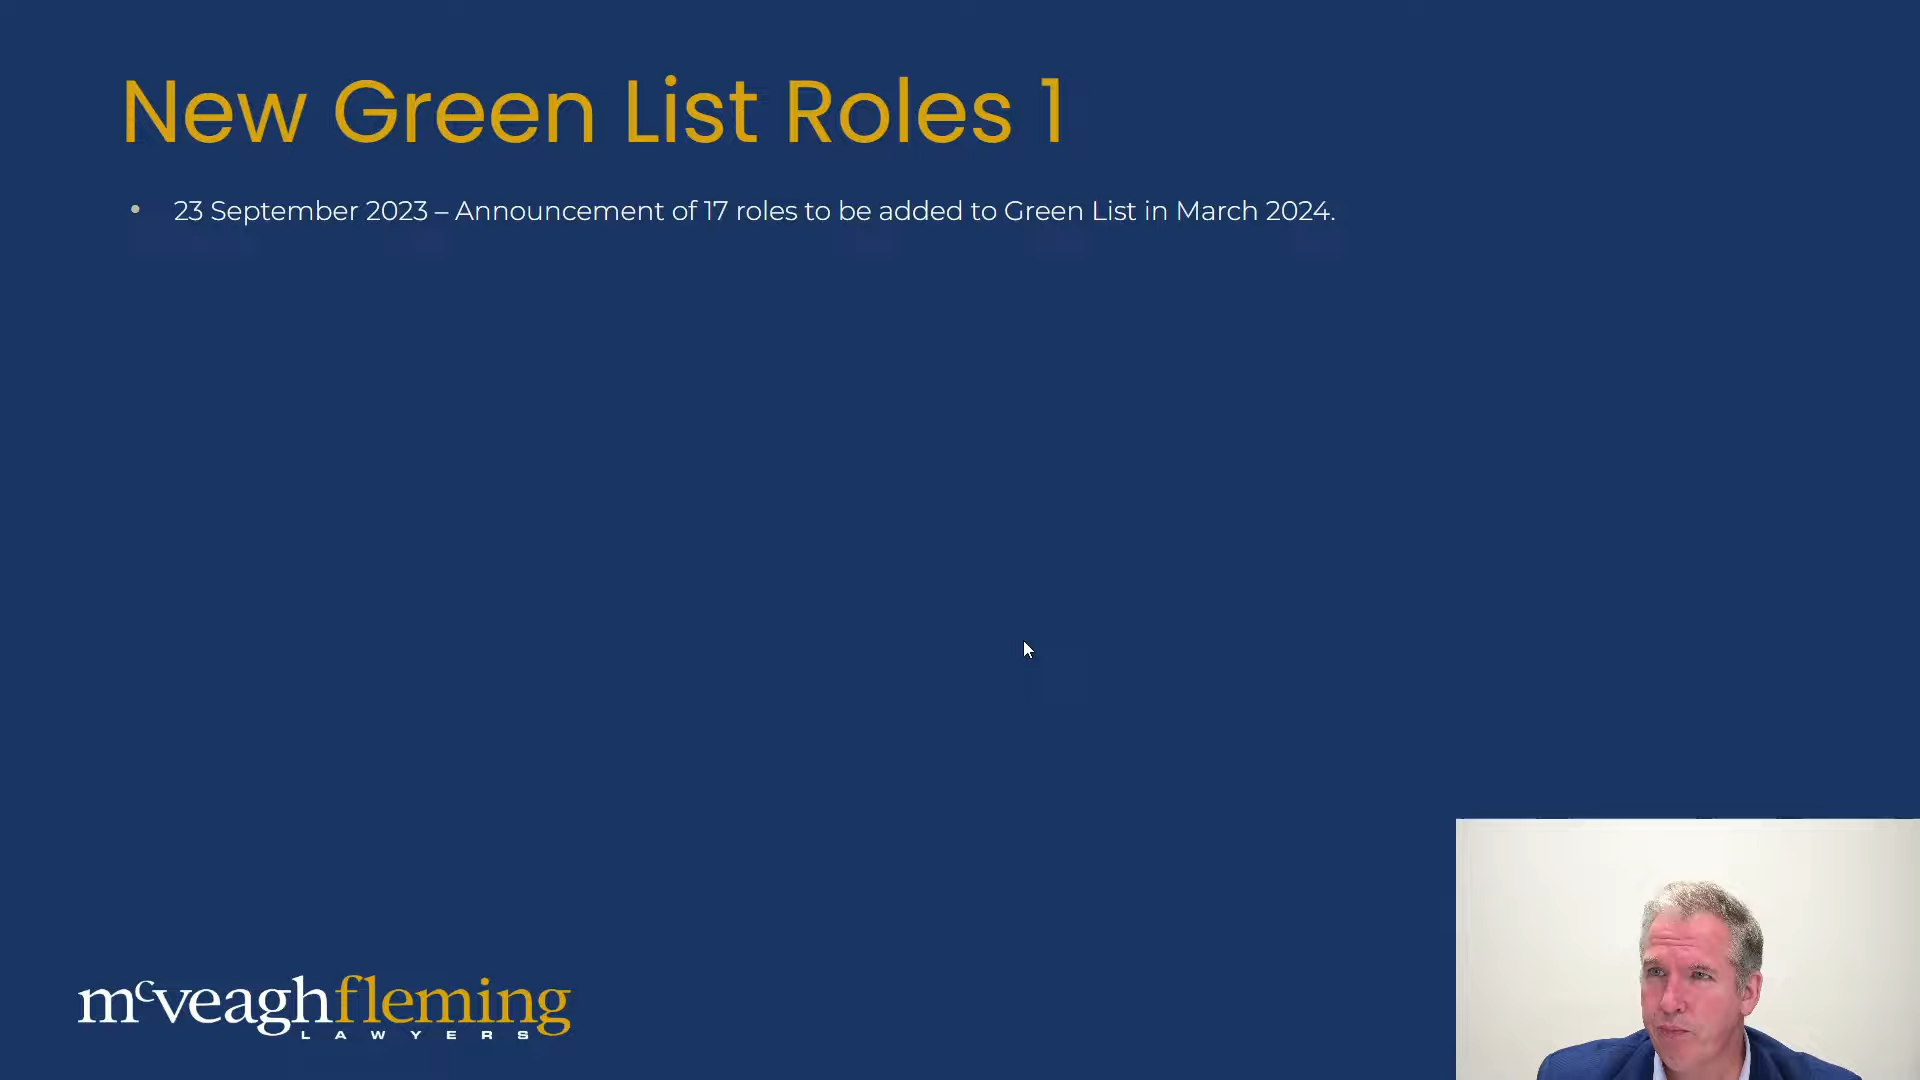 New Green List Roles 1
• 23 September 2023 – Announcement of 17 roles to be added to Green List in March 2024.
mcveaghfleming
LAWYERS